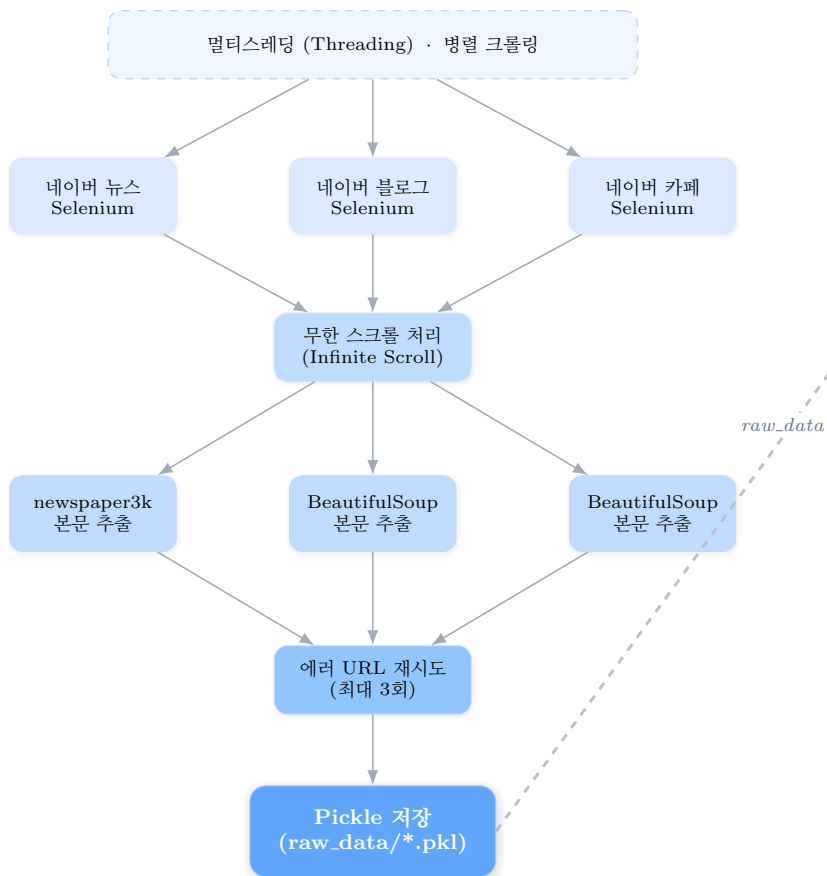 멀티스레딩 (Threading) · 병렬 크롤링
네이버 뉴스
Selenium
네이버 블로그
Selenium
네이버 카페
Selenium
무한 스크롤 처리
(Infinite Scroll)
raw_data
newspaper3k
본문 추출
BeautifulSoup
본문 추출
BeautifulSoup
본문 추출
에러 URL 재시도
(최대 3회)
Pickle 저장
(raw_data/*.pkl)